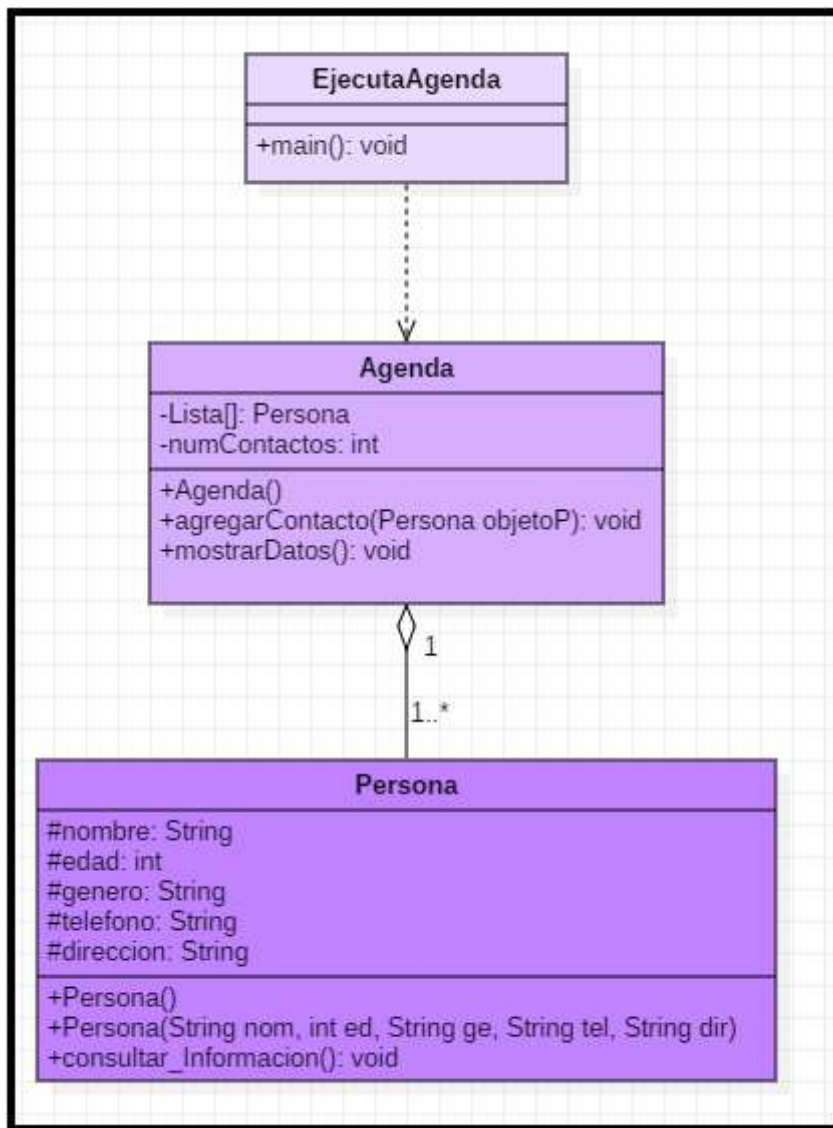 EjecutaAgenda
+main(): void
Agenda
-Lista[]: Persona
-numContactos: int
+Agenda()
+agregarContacto(Persona objetoP): void
+mostrarDatos(): void
1
1..*
Persona
#nombre: String
#edad: int
#genero: String
#telefono: String
#direccion: String
+Persona()
+Persona(String nom, int ed, String ge, String tel, String dir)
+consultar_Informacion(): void